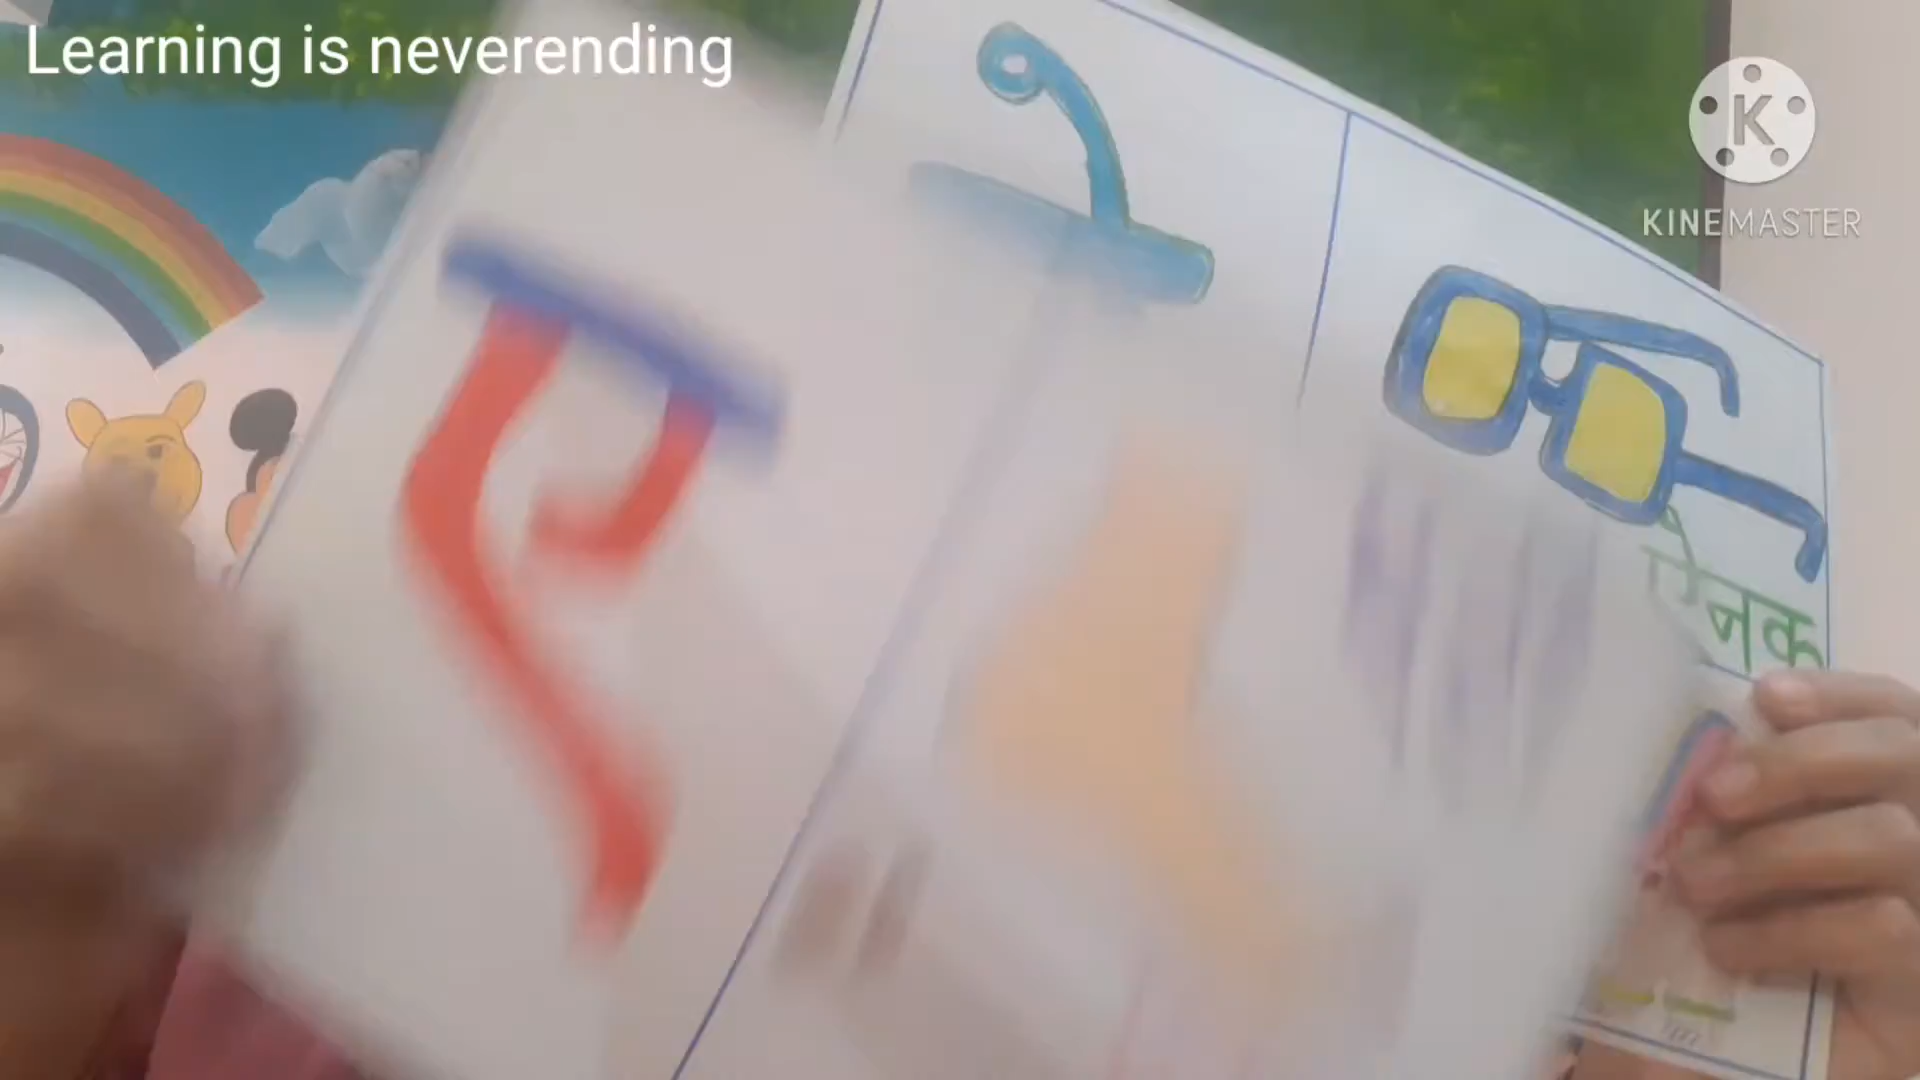 Learning is neverending
KINEMASTER
ए
ऐनक